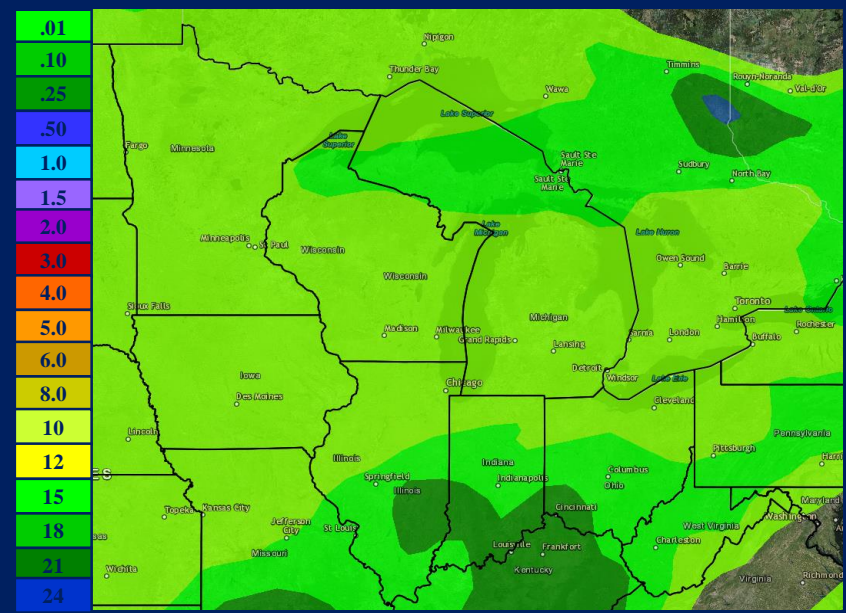 .01
.10
.25
.50
1.0
1.5
2.0
3.0
4.0
5.0
6.0
8.0
10
12
15
18
21
24
Nipigon
Thunder Bay
Timmins
Rouyn-Noranda
Val-d'Or
Wawa
Lake Superior
Lake
Superior
Fargo
Minnesota
Sault Ste
Marie
Sault Ste
Marie
Sudbury
North Bay
Minneapolis
St Paul
Wisconsin
Lake
Michigan
Lake Huron
Owen Sound
Barrie
Wisconsin
Sioux Falls
Michigan
Toronto
Lake Ontario
Hamilton
Rochester
Madison
Milwaukee
Grand Rapids
Lansing
Sarnia
London
Buffalo
Detroit
Windsor
Lake Erie
Iowa
Chicago
Des Moines
Cleveland
Lincoln
Illinois
Indiana
Pennsylvania
Pittsburgh
Harri
ES
Springfield
Illinois
Indianapolis
Columbus
Ohio
Topeka
Kansas City
Jefferson
City
St Louis
Cincinnati
Maryland
Washington
West Virginia
Missouri
Louisville
Frankfort
Charleston
Kentucky
Wichita
Virginia
Richmond